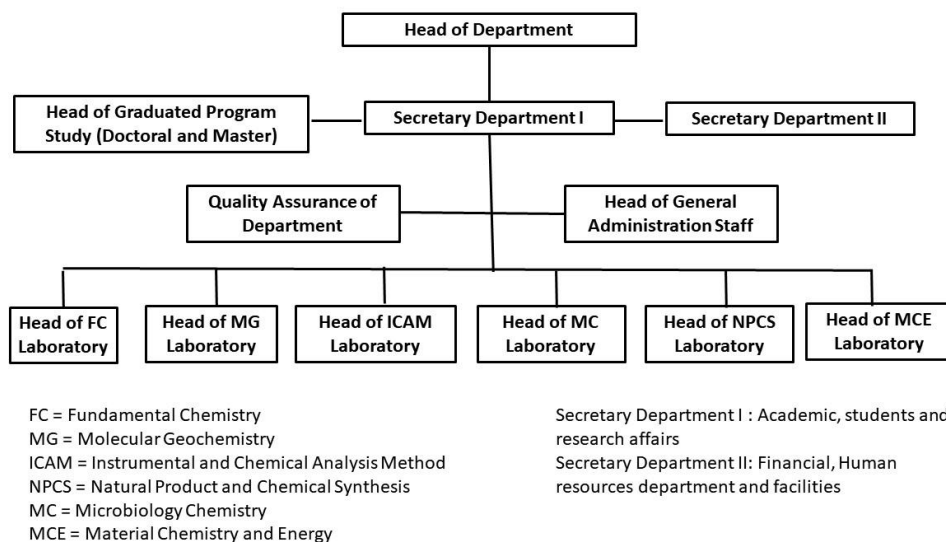 Head of Department
Head of Graduated Program
Study (Doctoral and Master)
Secretary Department I
Secretary Department II
Quality Assurance of
Department
Head of General
Administration Staff
Head of FC
Laboratory
Head of MG
Laboratory
Head of ICAM
Laboratory
Head of MC
Laboratory
Head of NPCS
Laboratory
Head of MCE
Laboratory
FC = Fundamental Chemistry
MG = Molecular Geochemistry
ICAM = Instrumental and Chemical Analysis Method
NPCS = Natural Product and Chemical Synthesis
MC = Microbiology Chemistry
MCE = Material Chemistry and Energy
Secretary Department I : Academic, students and
research affairs
Secretary Department II: Financial, Human
resources department and facilities